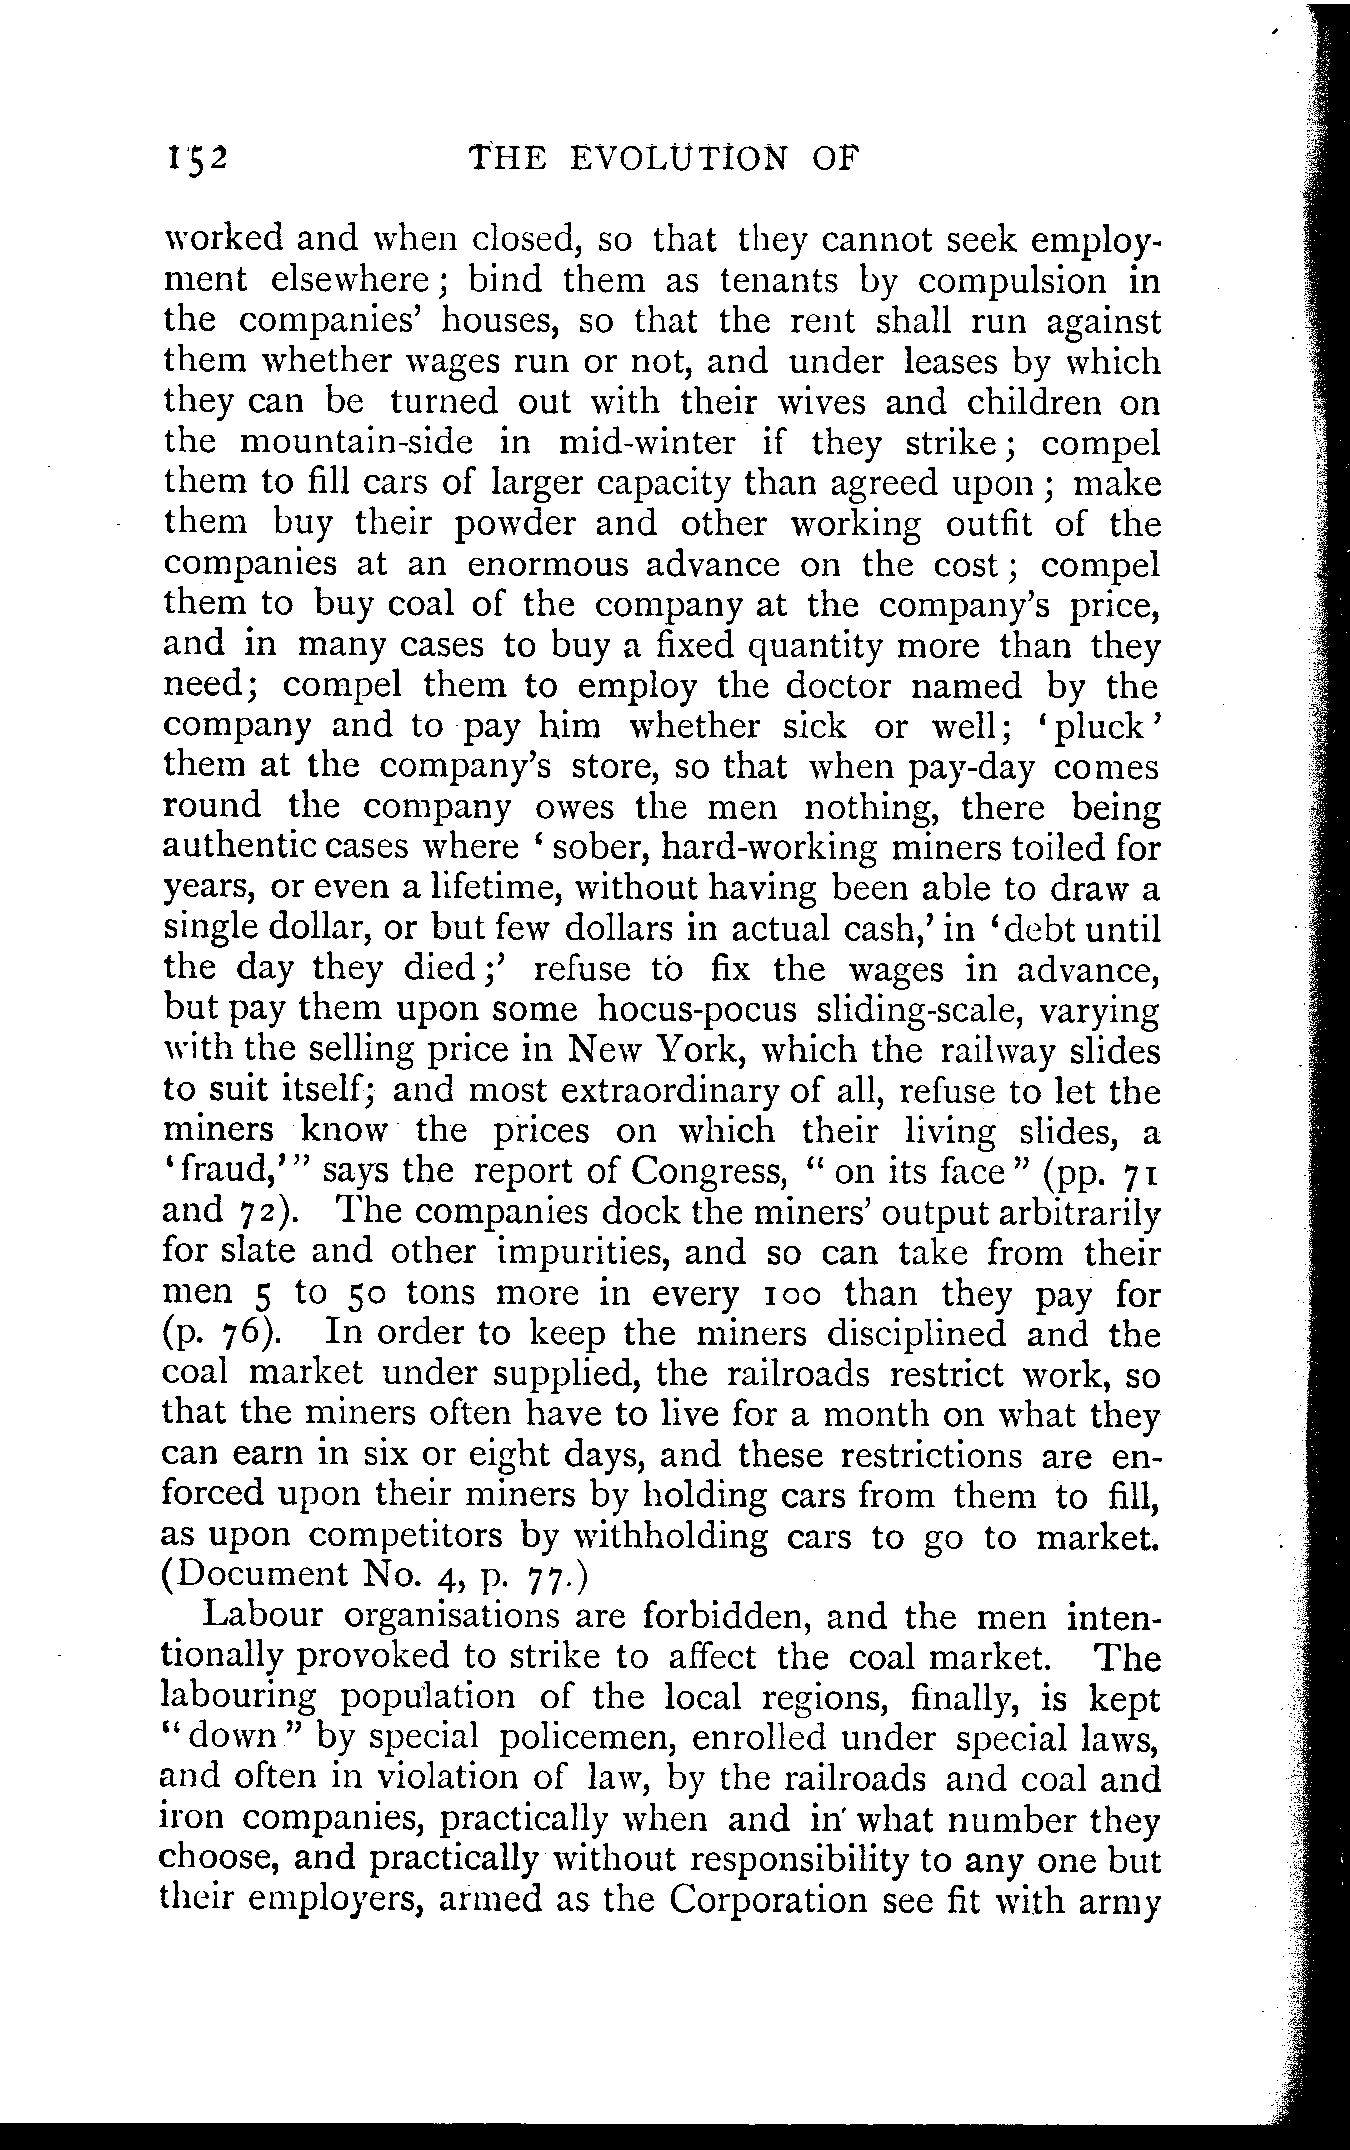 152 THE EVOLUTION OF
worked and when closed, so that they cannot seek employ-
ment elsewhere; bind them as tenants by compulsion in
the companies' houses, so that the rent shall run against
them whether wages run or not, and under leases by which
they can be turned out with their wives and children on
the mountain-side in mid-winter if they strike; compel
them to fill cars of larger capacity than agreed upon; make
them buy their powder and other working outfit of the
companies at an enormous advance on the cost; compel
them to buy coal of the company at the company's price,
and in many cases to buy a fixed quantity more than they
need; compel them to employ the doctor named by the
company and to pay him whether sick or well; 'pluck'
them at the company's store, so that when pay-day comes
round the company owes the men nothing, there being
authentic cases where 'sober, hard-working miners toiled for
years, or even a lifetime, without having been able to draw a
single dollar, or but few dollars in actual cash,' in 'debt until
the day they died;' refuse to fix the wages in advance,
but pay them upon some hocus-pocus sliding-scale, varying
with the selling price in New York, which the railway slides
to suit itself; and most extraordinary of all, refuse to let the
miners know the prices on which their living slides, a
'fraud,'" says the report of Congress, "on its face" (pp. 71
and 72). The companies dock the miners' output arbitrarily
for slate and other impurities, and so can take from their
men 5 to 50 tons more in every 100 than they pay for
(p. 76). In order to keep the miners disciplined and the
coal market under supplied, the railroads restrict work, so
that the miners often have to live for a month on what they
can earn in six or eight days, and these restrictions are en-
forced upon their miners by holding cars from them to fill,
as upon competitors by withholding cars to go to market.
(Document No. 4, p. 77.)
Labour organisations are forbidden, and the men inten-
tionally provoked to strike to affect the coal market. The
labouring population of the local regions, finally, is kept
"down" by special policemen, enrolled under special laws,
and often in violation of law, by the railroads and coal and
iron companies, practically when and in what number they
choose, and practically without responsibility to any one but
their employers, armed as the Corporation see fit with army